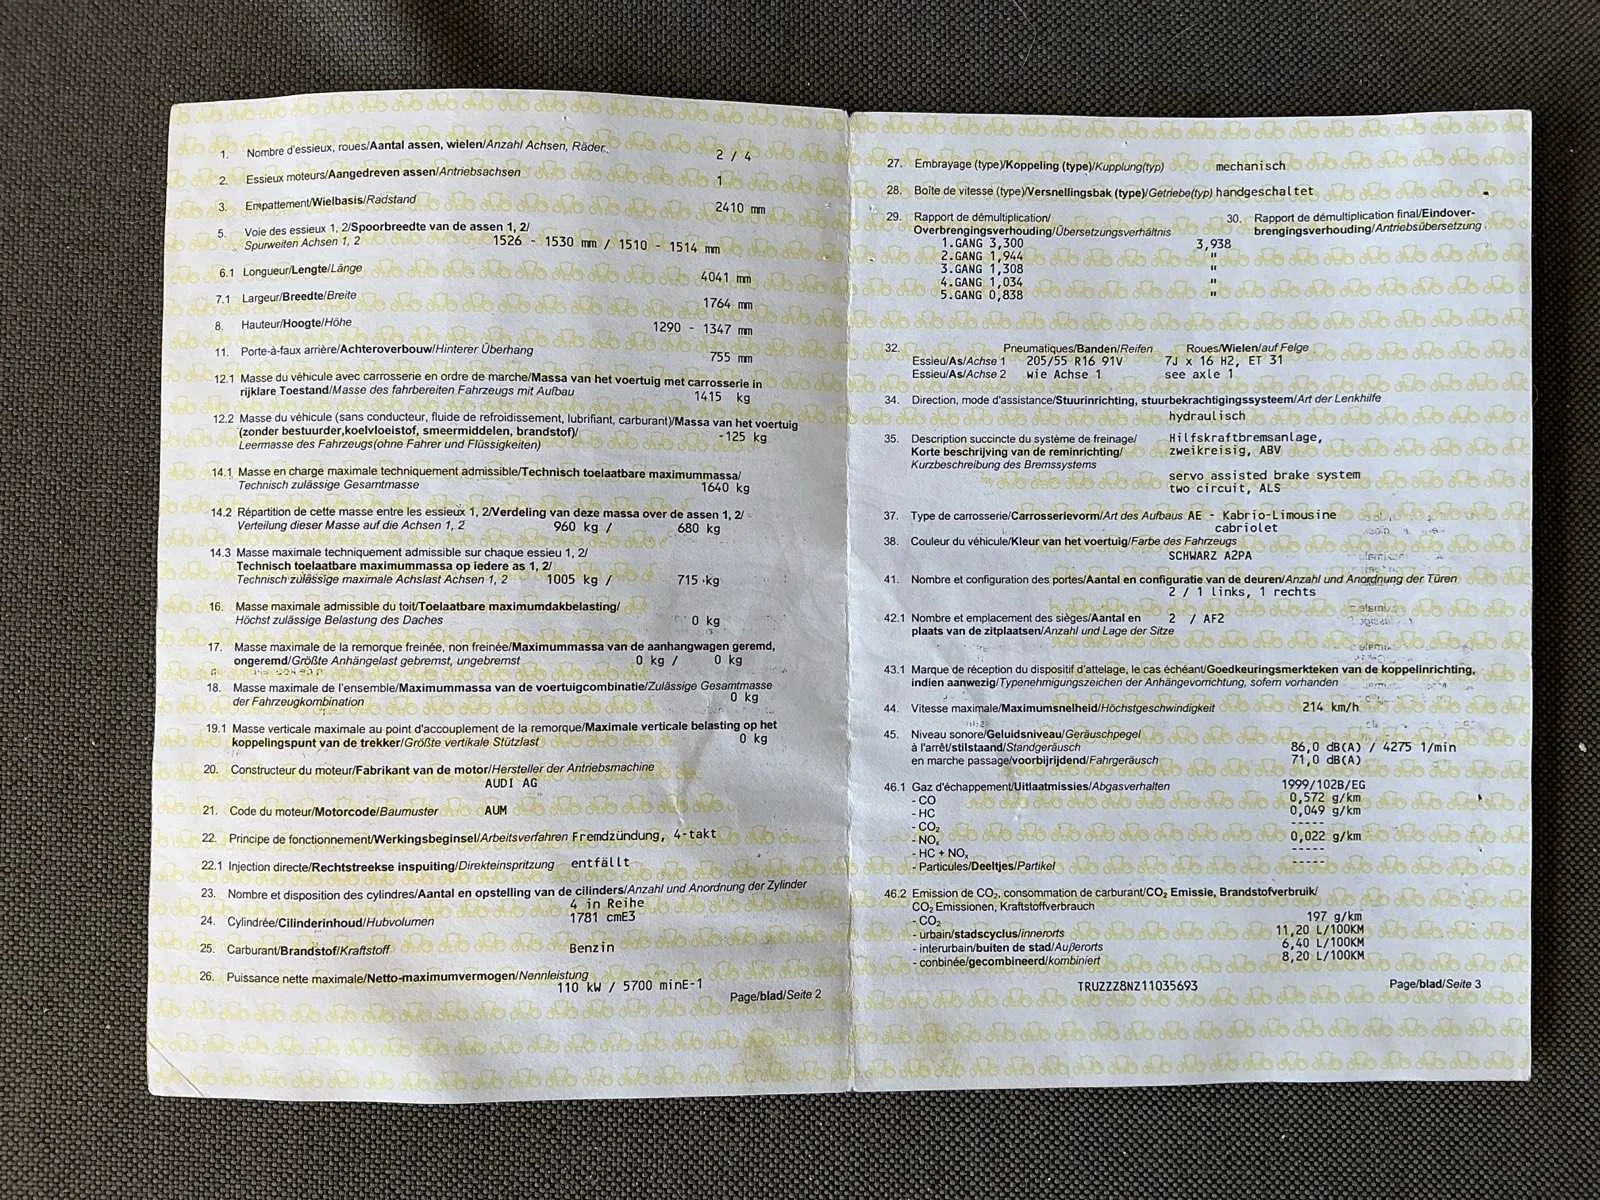 1. Nombre d'essieux, roues/Aantal assen, wielen/Anzahl Achsen, Räder
2 / 4
2. Essieux moteurs/Aangedreven assen/Antriebsachsen
1
3. Empattement/Wielbasis/Radstand
2410 mm
5. Voie des essieux 1, 2/Spoorbreedte van de assen 1, 2/
Spurweiten Achsen 1, 2 1526 - 1530 mm / 1510 - 1514 mm
6.1 Longueur/Lengte/Länge
4041 mm
7.1 Largeur/Breedte/Breite
1764 mm
8. Hauteur/Hoogte/Höhe
1290 - 1347 mm
11. Porte-à-faux arrière/Achteroverbouw/Hinterer Überhang
755 mm
12.1 Masse du véhicule avec carrosserie en ordre de marche/Massa van het voertuig met carrosserie in
rijklare toestand/Masse des fahrbereiten Fahrzeugs mit Aufbau
1415 kg
12.2 Masse du véhicule (sans conducteur, fluide de refroidissement, lubrifiant, carburant)/Massa van het voertuig
(zonder bestuurder,koelvloeistof, smeermiddelen, brandstof)/
-125 kg
Leermasse des Fahrzeugs(ohne Fahrer und Flüssigkeiten)
14.1 Masse en charge maximale techniquement admissible/Technisch toelaatbare maximummassa/
Technisch zulässige Gesamtmasse 1640 kg
14.2 Répartition de cette masse entre les essieux 1, 2/Verdeling van deze massa over de assen 1, 2/
Verteilung dieser Masse auf die Achsen 1, 2 960 kg / 680 kg
14.3 Masse maximale techniquement admissible sur chaque essieu 1, 2/
Technisch toelaatbare maximummassa op iedere as 1, 2/
Technisch zulässige maximale Achslast Achsen 1, 2 1005 kg / 715 kg
16. Masse maximale admissible du toit/Toelaatbare maximumdakbelasting/
Höchst zulässige Belastung des Daches 0 kg
17. Masse maximale de la remorque freinée, non freinée/Maximummassa van de aanhangwagen geremd,
ongeremd/Größte Anhängelast gebremst, ungebremst 0 kg / 0 kg
18. Masse maximale de l'ensemble/Maximummassa van de voertuigcombinatie/Zulässige Gesamtmasse
der Fahrzeugkombination 0 kg
19.1 Masse verticale maximale au point d'accouplement de la remorque/Maximale verticale belasting op het
koppelingspunt van de trekker/Größte vertikale Stützlast 0 kg
20. Constructeur du moteur/Fabrikant van de motor/Hersteller der Antriebsmachine
AUDI AG
21. Code du moteur/Motorcode/Baumuster AUM
22. Principe de fonctionnement/Werkingsbeginsel/Arbeitsverfahren Fremdzündung, 4-takt
22.1 Injection directe/Rechtstreekse inspuiting/Direkteinspritzung entfällt
23. Nombre et disposition des cylindres/Aantal en opstelling van de cilinders/Anzahl und Anordnung der Zylinder
4 in Reihe
24. Cylindrée/Cilinderinhoud/Hubvolumen 1781 cmE3
25. Carburant/Brandstof/Kraftstoff Benzin
26. Puissance nette maximale/Netto-maximumvermogen/Nennleistung
110 kW / 5700 minE-1
Page/blad/Seite 2
27. Embrayage (type)/Koppeling (type)/Kupplung(typ) mechanisch
28. Boîte de vitesse (type)/Versnellingsbak (type)/Getriebe(typ) handgeschaltet
29. Rapport de démultiplication/ 30. Rapport de démultiplication final/Eindover-
Overbrengingsverhouding/Übersetzungsverhältnis brengingsverhouding/Antriebsübersetzung
1.GANG 3,300 3,938
2.GANG 1,944 "
3.GANG 1,308 "
4.GANG 1,034 "
5.GANG 0,838 "
32. Pneumatiques/Banden/Reifen Roues/Wielen/auf Felge
Essieu/As/Achse 1 205/55 R16 91V 7J x 16 H2, ET 31
Essieu/As/Achse 2 wie Achse 1 see axle 1
34. Direction, mode d'assistance/Stuurinrichting, stuurbekrachtigingssysteem/Art der Lenkhilfe
hydraulisch
35. Description succincte du système de freinage/ Hilfskraftbremsanlage,
Korte beschrijving van de reminrichting/ zweikreisig, ABV
Kurzbeschreibung des Bremssystems
servo assisted brake system
two circuit, ALS
37. Type de carrosserie/Carrosserievorm/Art des Aufbaus AE - Kabrio-Limousine
cabriolet
38. Couleur du véhicule/Kleur van het voertuig/Farbe des Fahrzeugs
SCHWARZ A2PA
41. Nombre et configuration des portes/Aantal en configuratie van de deuren/Anzahl und Anordnung der Türen
2 / 1 links, 1 rechts
42.1 Nombre et emplacement des sièges/Aantal en 2 / AF2
plaats van de zitplaatsen/Anzahl und Lage der Sitze
43.1 Marque de réception du dispositif d'attelage, le cas échéant/Goedkeuringsmerkteken van de koppelinrichting,
indien aanwezig/Typenehmigungszeichen der Anhängevorrichtung, sofern vorhanden
44. Vitesse maximale/Maximumsnelheid/Höchstgeschwindigkeit 214 km/h
45. Niveau sonore/Geluidsniveau/Geräuschpegel
à l'arrêt/stilstaand/Standgeräusch 86,0 dB(A) / 4275 1/min
en marche passage/voorbijrijdend/Fahrgeräusch 71,0 dB(A)
46.1 Gaz d'échappement/Uitlaatmissies/Abgasverhalten 1999/102B/EG
- CO 0,572 g/km
- HC 0,049 g/km
- CO2 -----
- NOx 0,022 g/km
- HC + NOx -----
- Particules/Deeltjes/Partikel -----
46.2 Emission de CO2, consommation de carburant/CO2 Emissie, Brandstofverbruik/
CO2 Emissionen, Kraftstoffverbrauch
- CO2 197 g/km
- urbain/stadscyclus/innerorts 11,20 L/100KM
- interurbain/buiten de stad/Außerorts 6,40 L/100KM
- conbinée/gecombineerd/kombiniert 8,20 L/100KM
TRUZZZ8NZ11035693
Page/blad/Seite 3